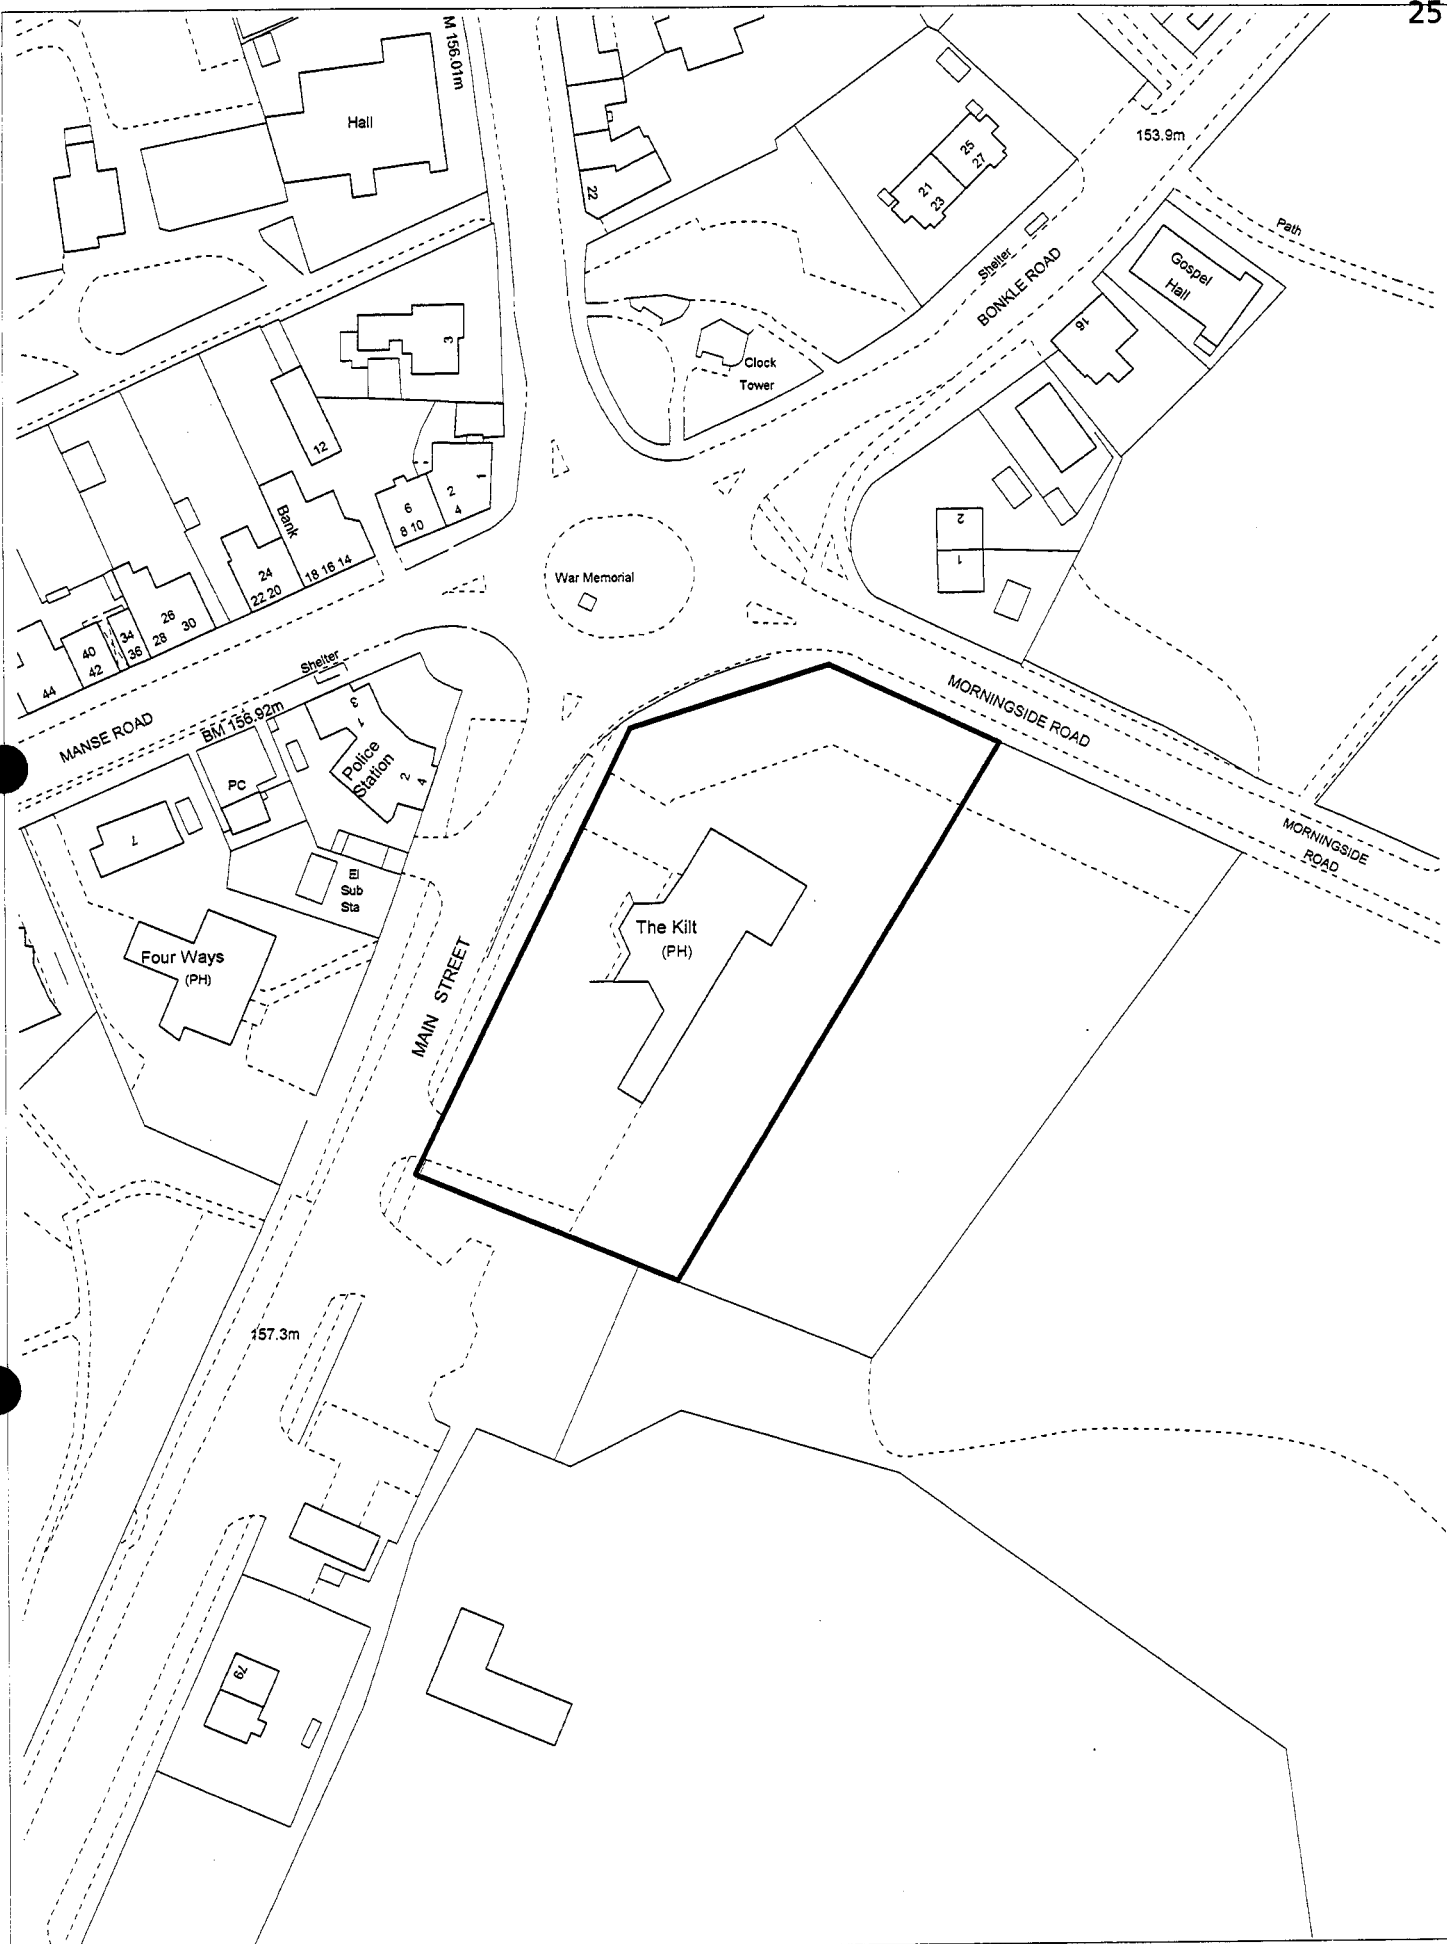 25
M 156.01m
Hall
22
25
27
21
23
153.9m
Path
Shelter
BONKLE ROAD
Gospel
Hall
16
3
Clock
Tower
12
1
2
4
6
8 10
Bank
18 16 14
24
22 20
26
28
30
34
36
40
42
44
2
1
War Memorial
Shelter
MANSE ROAD
BM 156.92m
3
1
Police
Station
2
4
PC
7
El
Sub
Sta
MORNINGSIDE ROAD
MORNINGSIDE
ROAD
Four Ways
(PH)
The Kilt
(PH)
MAIN STREET
157.3m
79